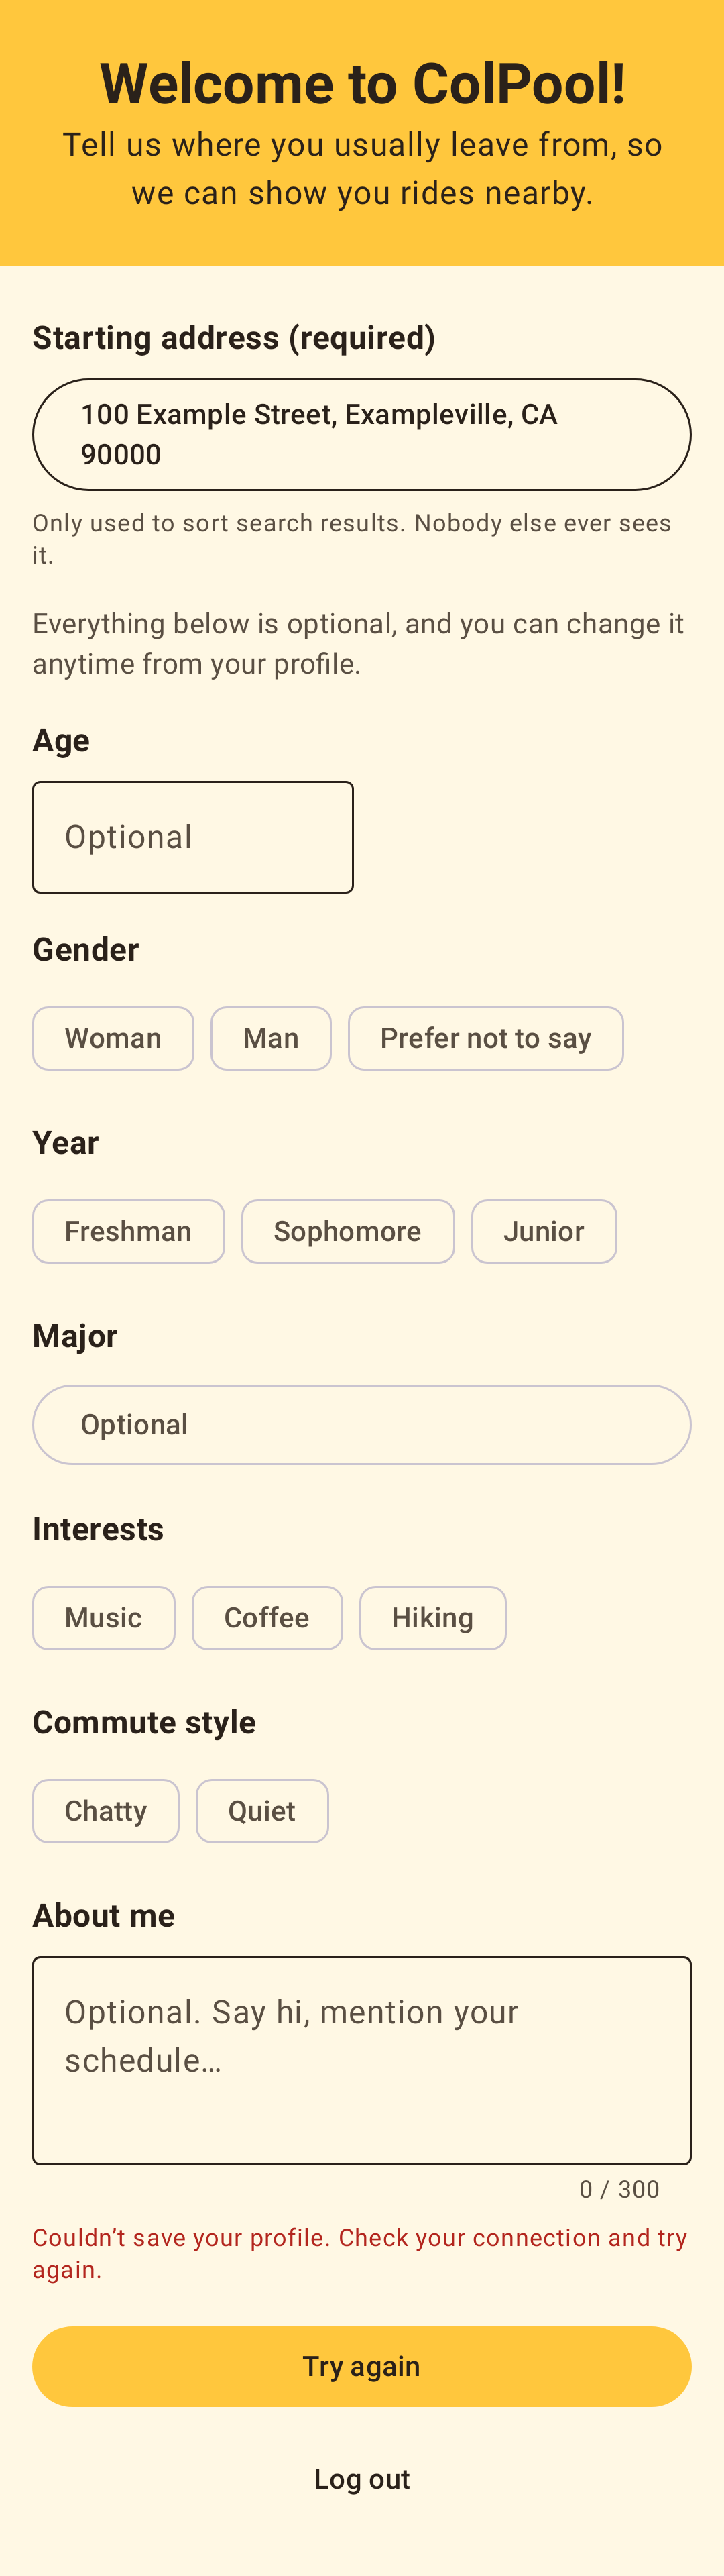 Welcome to ColPool!
Tell us where you usually leave from, so
we can show you rides nearby.
Starting address (required)
100 Example Street, Exampleville, CA
90000
Only used to sort search results. Nobody else ever sees
it.
Everything below is optional, and you can change it
anytime from your profile.
Age
Optional
Gender
Woman Man Prefer not to say
Year
Freshman Sophomore Junior
Major
Optional
Interests
Music Coffee Hiking
Commute style
Chatty Quiet
About me
Optional. Say hi, mention your
schedule…
0 / 300
Couldn’t save your profile. Check your connection and try
again.
Try again
Log out